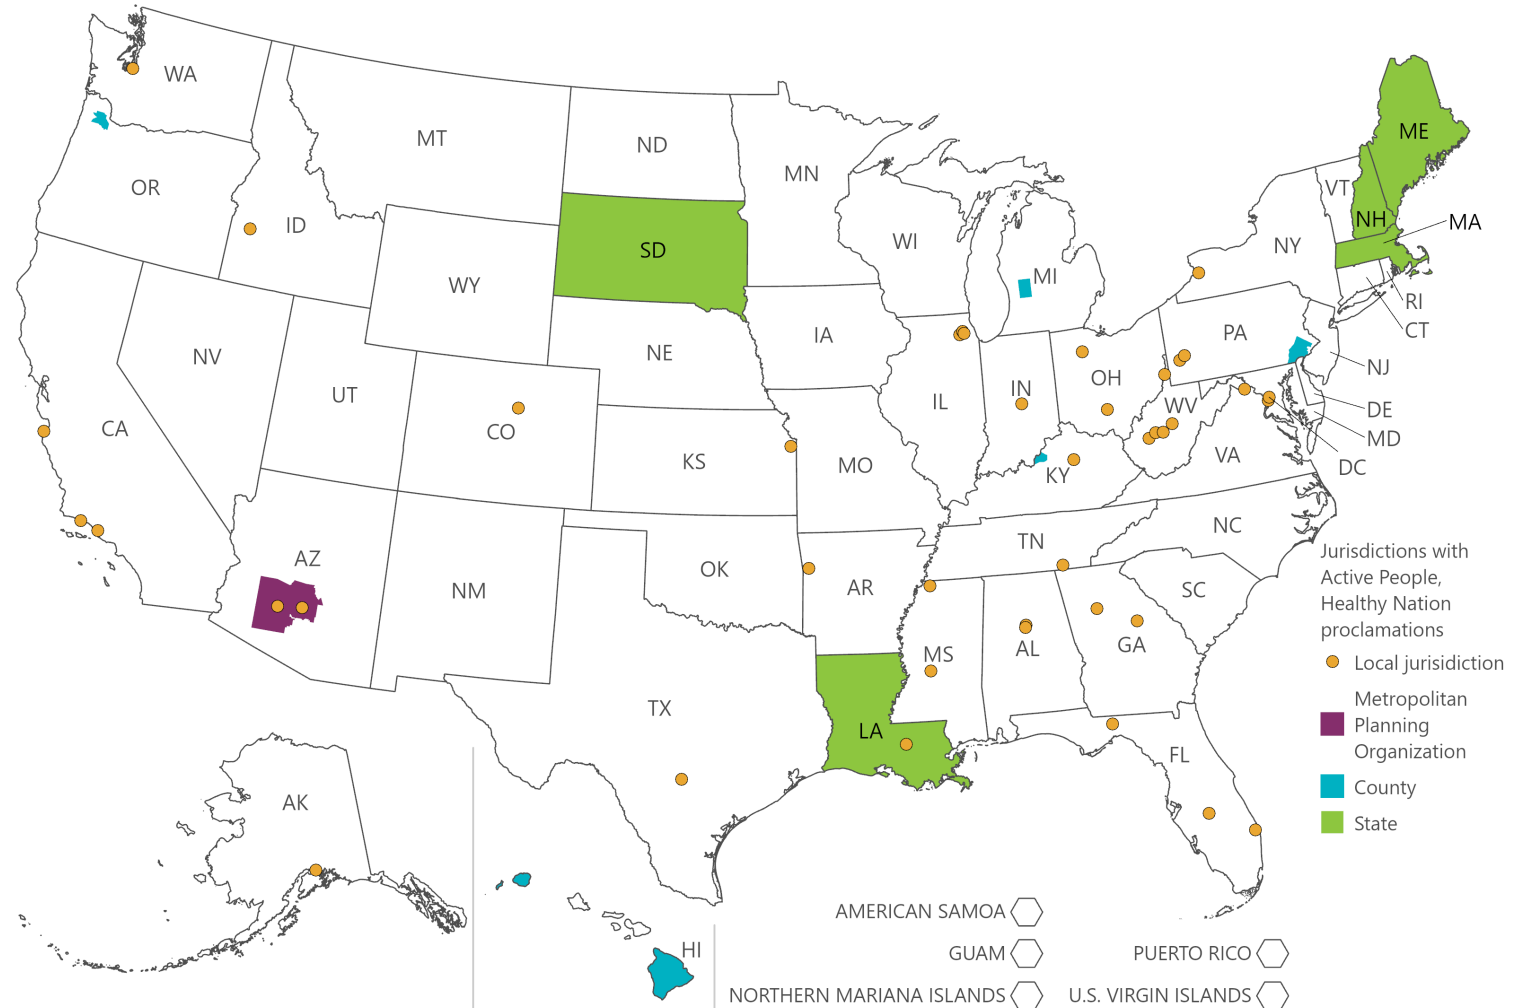 WA
MT
ND
MN
ME
OR
ID
SD
WI
MI
VT
NH
MA
NY
WY
RI
CT
IA
NE
PA
NV
NJ
UT
IN
OH
IL
CO
CA
WV
DE
MD
KS
MO
KY
VA
DC
NC
TN
AZ
OK
NM
AR
SC
MS
AL
GA
TX
LA
FL
AK
HI
Jurisdictions with
Active People,
Healthy Nation
proclamations
Local jurisidiction
Metropolitan
Planning
Organization
County
State
AMERICAN SAMOA
GUAM
PUERTO RICO
NORTHERN MARIANA ISLANDS
U.S. VIRGIN ISLANDS